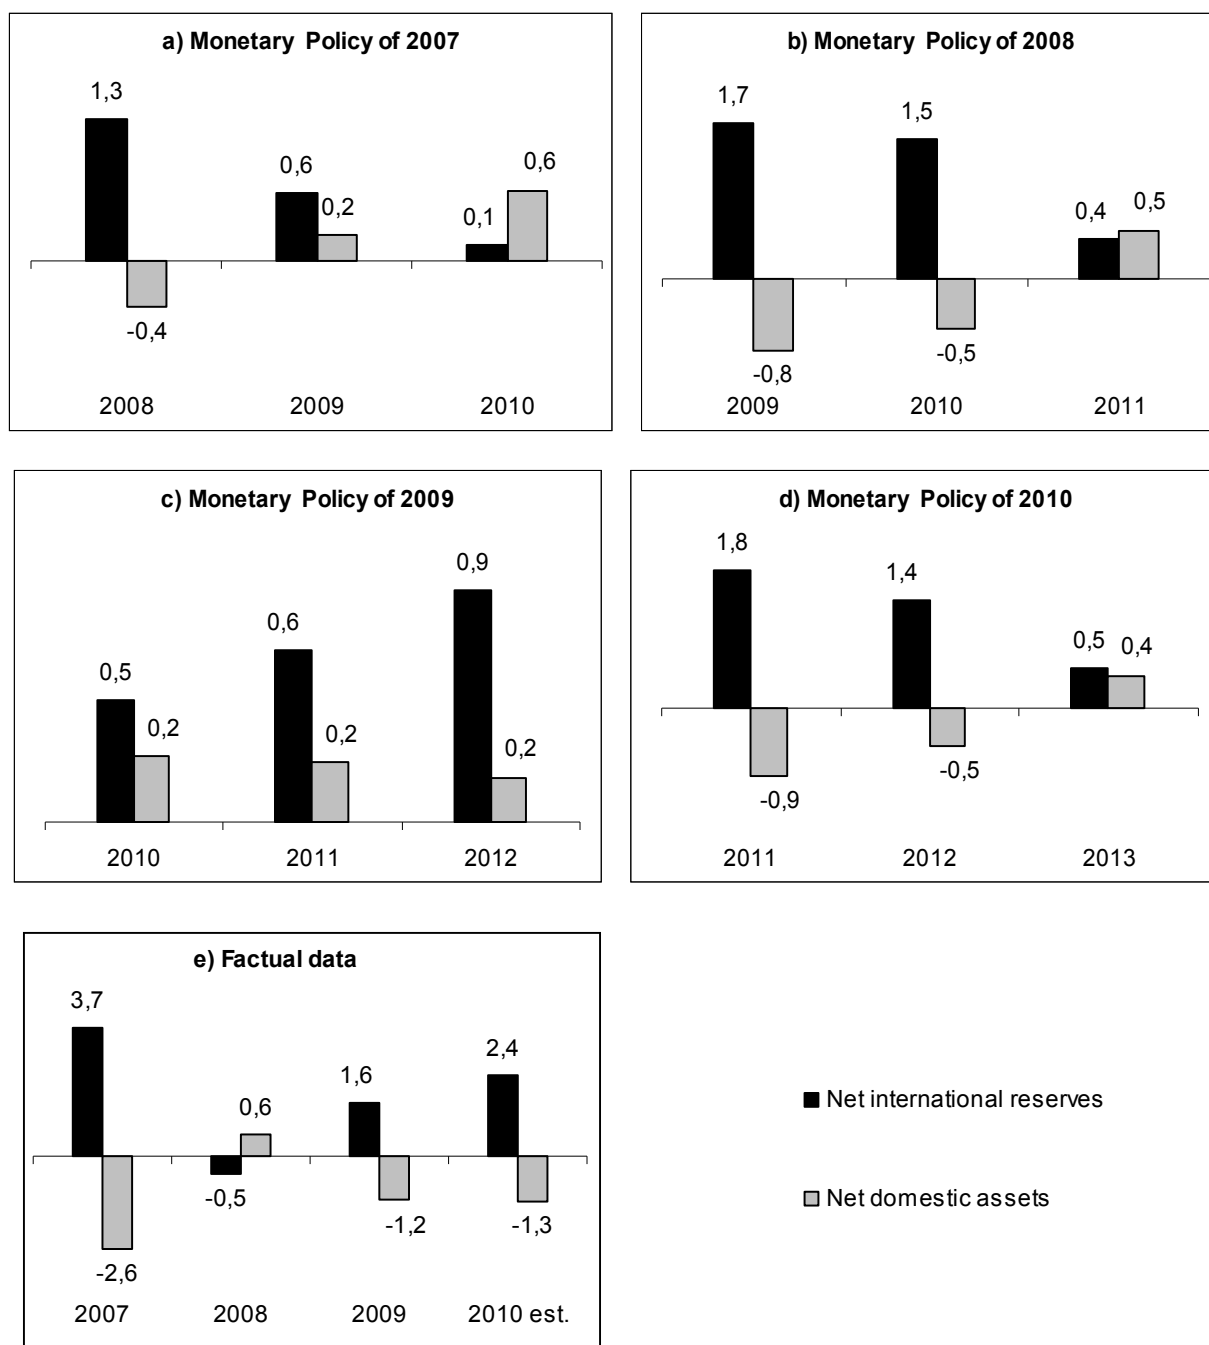 a) Monetary Policy of 2007
1,3
0,6
0,2
0,1
0,6
-0,4
2008 2009 2010
b) Monetary Policy of 2008
1,7
1,5
0,4
0,5
-0,8
-0,5
2009 2010 2011
c) Monetary Policy of 2009
0,5
0,2
0,6
0,2
0,9
0,2
2010 2011 2012
d) Monetary Policy of 2010
1,8
1,4
0,5
0,4
-0,9
-0,5
2011 2012 2013
e) Factual data
3,7
-2,6
-0,5
0,6
1,6
-1,2
2,4
-1,3
2007 2008 2009 2010 est.
Net international reserves
Net domestic assets